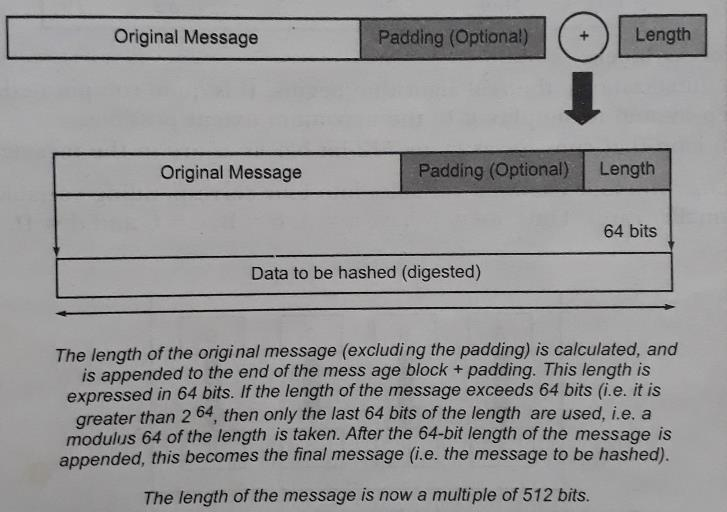 Original Message Padding (Optional) + Length
Original Message Padding (Optional) Length
64 bits
Data to be hashed (digested)
The length of the original message (excluding the padding) is calculated, and
is appended to the end of the mess age block + padding. This length is
expressed in 64 bits. If the length of the message exceeds 64 bits (i.e. it is
greater than 2 64, then only the last 64 bits of the length are used, i.e. a
modulus 64 of the length is taken. After the 64-bit length of the message is
appended, this becomes the final message (i.e. the message to be hashed).
The length of the message is now a multiple of 512 bits.